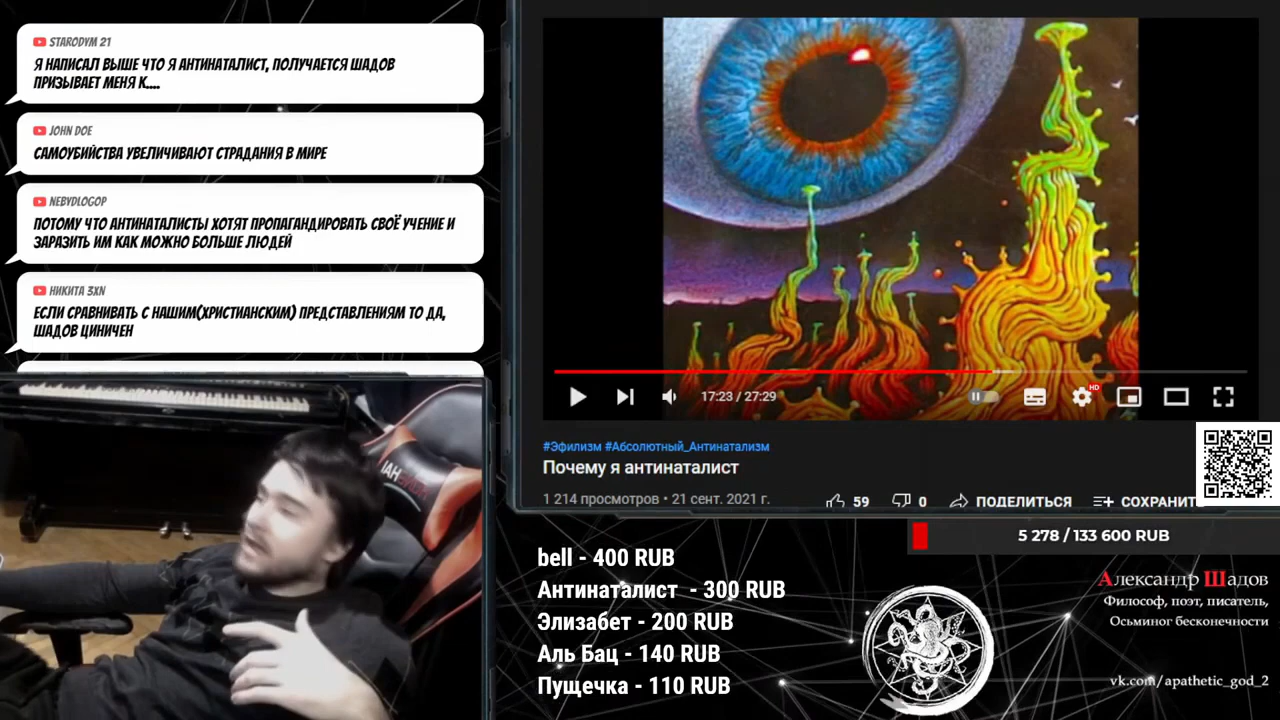 STARODYM 21
Я НАПИСАЛ ВЫШЕ ЧТО Я АНТИНАТАЛИСТ, ПОЛУЧАЕТСЯ ШАДОВ
ПРИЗЫВАЕТ МЕНЯ К....
JOHN DOE
САМОУБИЙСТВА УВЕЛИЧИВАЮТ СТРАДАНИЯ В МИРЕ
NEBYDLOGOP
ПОТОМУ ЧТО АНТИНАТАЛИСТЫ ХОТЯТ ПРОПАГАНДИРОВАТЬ СВОЁ УЧЕНИЕ И
ЗАРАЗИТЬ ИМ КАК МОЖНО БОЛЬШЕ ЛЮДЕЙ
НИКИТА 3XN
ЕСЛИ СРАВНИВАТЬ С НАШИМ(ХРИСТИАНСКИМ) ПРЕДСТАВЛЕНИЯМ ТО ДА,
ШАДОВ ЦИНИЧЕН
17:23 / 27:29
HD
#Эфилизм #Абсолютный_Антинатализм
Почему я антинаталист
1 214 просмотров • 21 сент. 2021 г.
59
0
ПОДЕЛИТЬСЯ
СОХРАНИТЬ
5 278 / 133 600 RUB
bell - 400 RUB
Антинаталист - 300 RUB
Элизабет - 200 RUB
Аль Бац - 140 RUB
Пущечка - 110 RUB
Александр Шадов
Философ, поэт, писатель,
Осьминог бесконечности
vk.com/apathetic_god_2